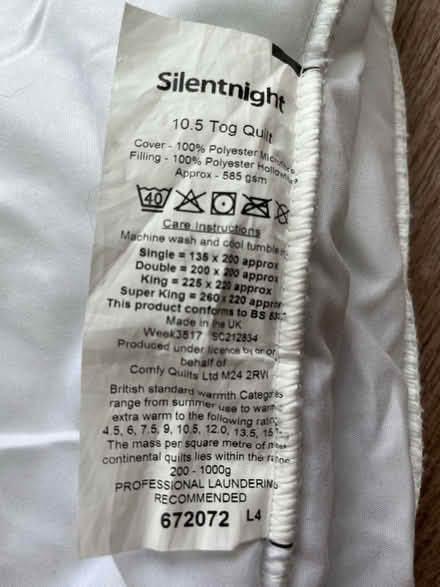 Silentnight
10.5 Tog Quilt
Cover - 100% Polyester
Filling - 100% Polyester
Approx - 585 gsm
40
Care Instructions
Machine wash and cool tumble
Single = 135 x 200 approx
Double = 200 x 200 approx
King = 225 x 220 approx
Super King = 260 x 220 approx
This product conforms to BS
Made in the UK
Week3817 SC212834
Produced under licence by on or
behalf of
Comfy Quilts Ltd M24 2RW
British standard warmth
range from summer use to
extra warm to the following
4.5, 6, 7.5, 9, 10.5, 12.0, 13.5,
The mass per square metre of
continental quilts lies within the
200 - 1000g
PROFESSIONAL LAUNDERING
RECOMMENDED
672072 L4